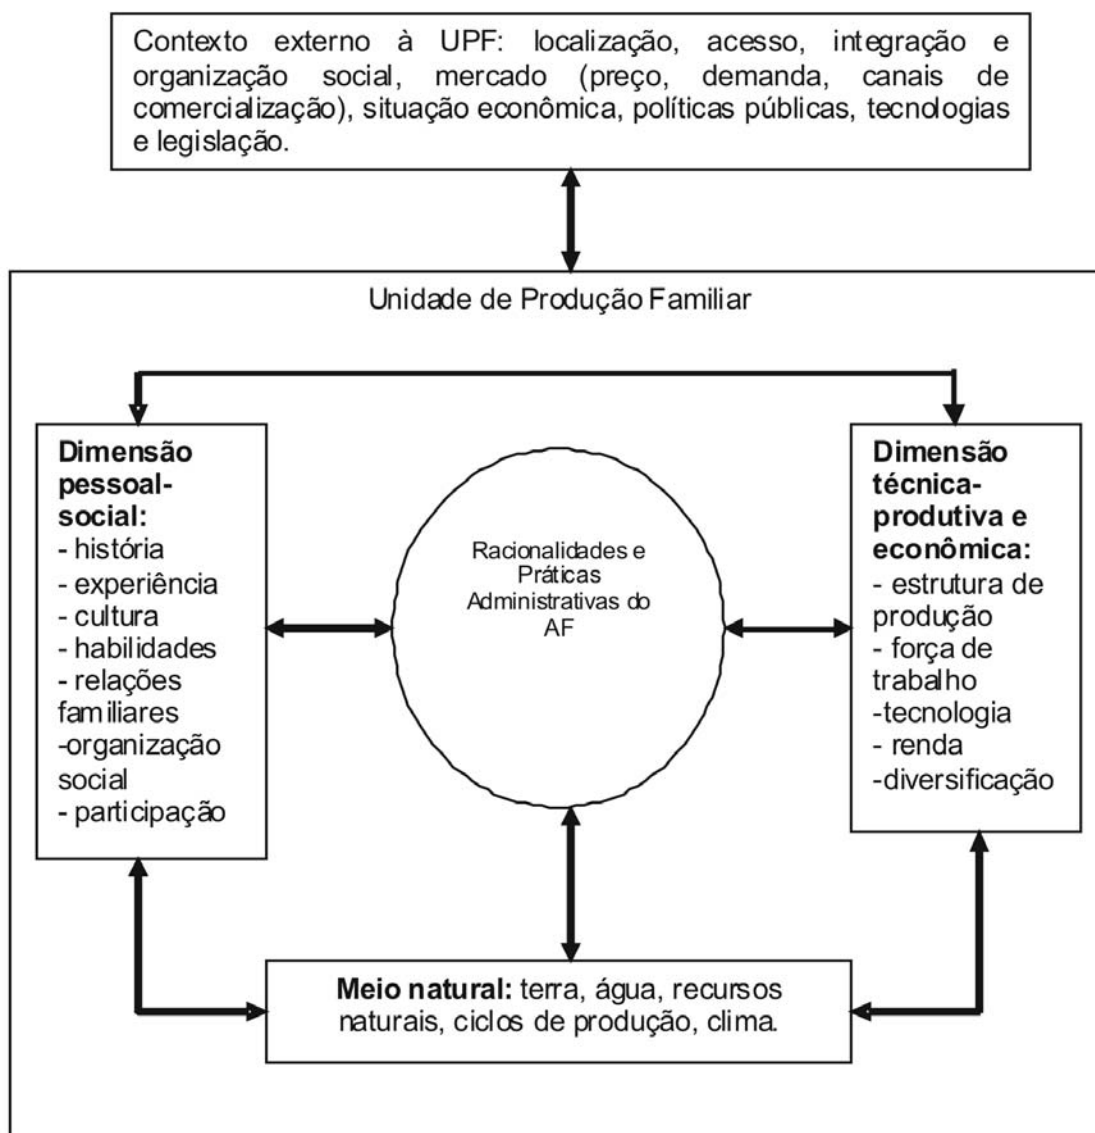 Contexto externo à UPF: localização, acesso, integração e
organização social, mercado (preço, demanda, canais de
comercialização), situação econômica, políticas públicas, tecnologias
e legislação.
Unidade de Produção Familiar
Dimensão
pessoal-
social:
- história
- experiência
- cultura
- habilidades
- relações
familiares
-organização
social
- participação
Racionalidades e
Práticas
Administrativas do
AF
Dimensão
técnica-
produtiva e
econômica:
- estrutura de
produção
- força de
trabalho
-tecnologia
- renda
-diversificação
Meio natural: terra, água, recursos
naturais, ciclos de produção, clima.